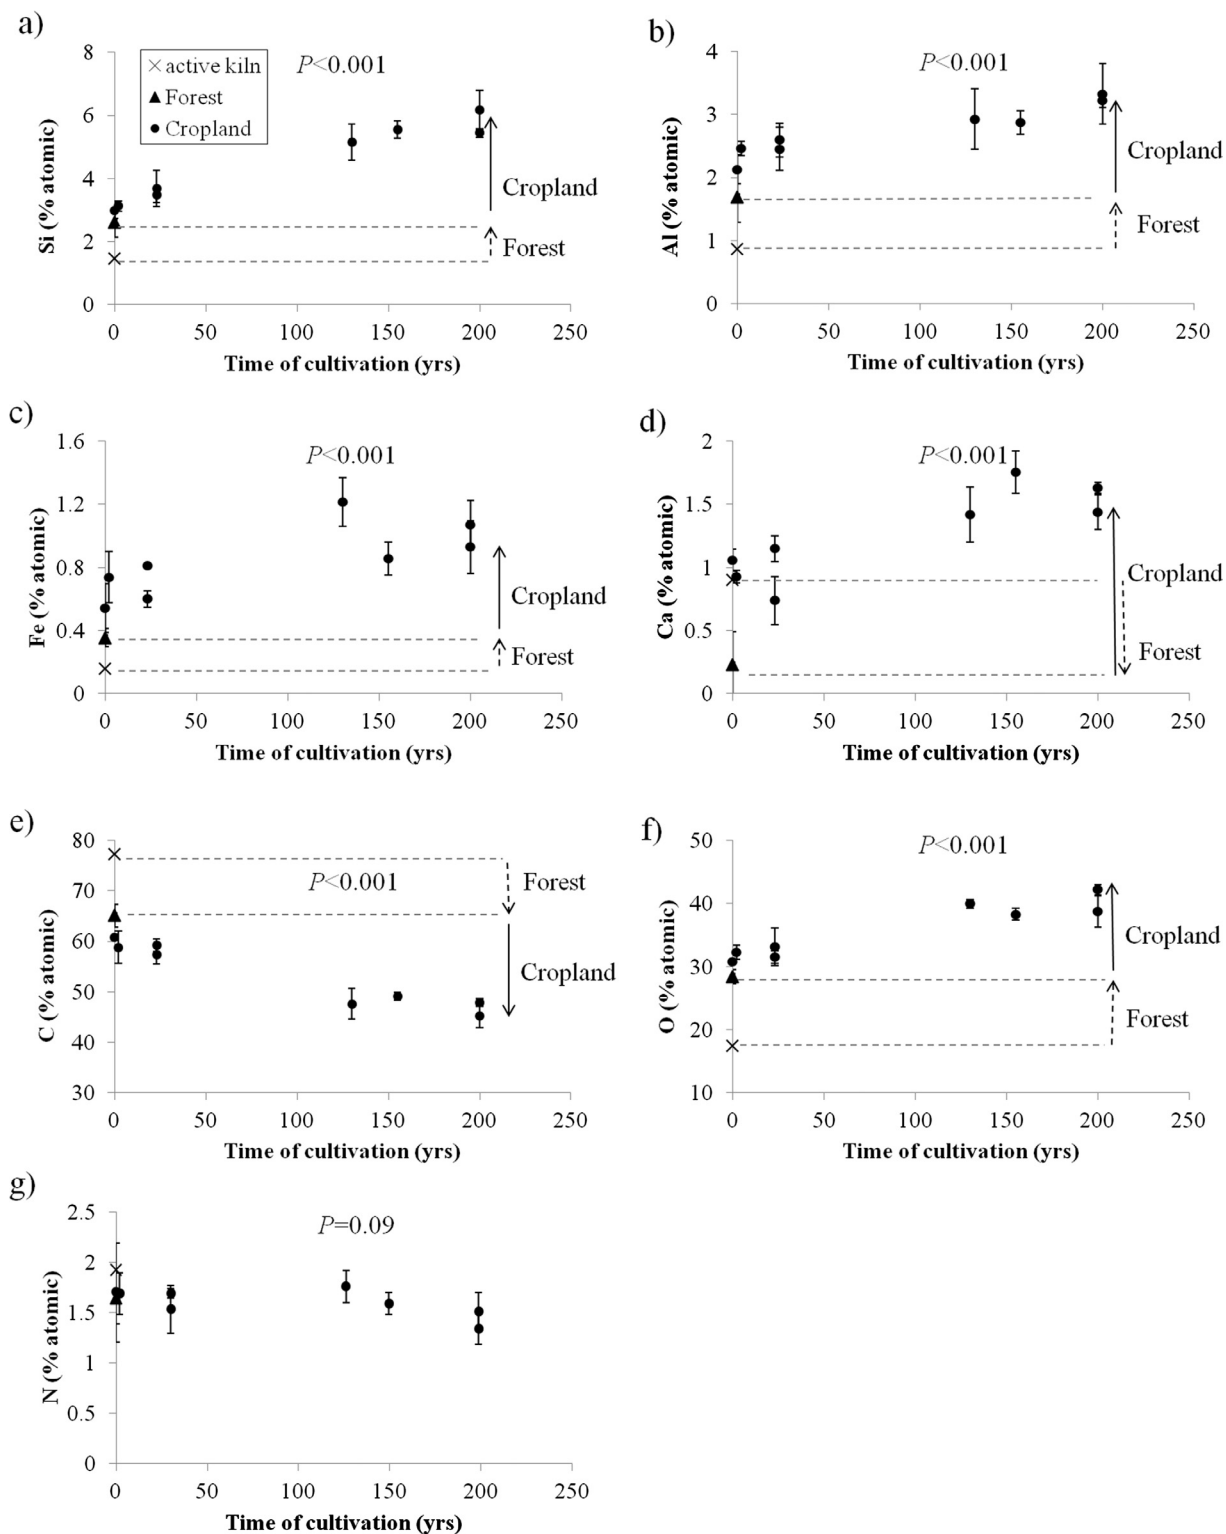 a)
8
6
4
2
0
Si (% atomic)
× active kiln
▲ Forest
● Cropland
P<0.001
Cropland
Forest
0 50 100 150 200 250
Time of cultivation (yrs)
b)
4
3
2
1
0
Al (% atomic)
P<0.001
Cropland
Forest
0 50 100 150 200 250
Time of cultivation (yrs)
c)
1.6
1.2
0.8
0.4
0
Fe (% atomic)
P<0.001
Cropland
Forest
0 50 100 150 200 250
Time of cultivation (yrs)
d)
2
1.5
1
0.5
0
Ca (% atomic)
P<0.001
Cropland
Forest
0 50 100 150 200 250
Time of cultivation (yrs)
e)
80
70
60
50
40
30
C (% atomic)
P<0.001
Forest
Cropland
0 50 100 150 200 250
Time of cultivation (yrs)
f)
50
40
30
20
10
O (% atomic)
P<0.001
Cropland
Forest
0 50 100 150 200 250
Time of cultivation (yrs)
g)
2.5
2
1.5
1
0.5
0
N (% atomic)
P=0.09
0 50 100 150 200 250
Time of cultivation (yrs)